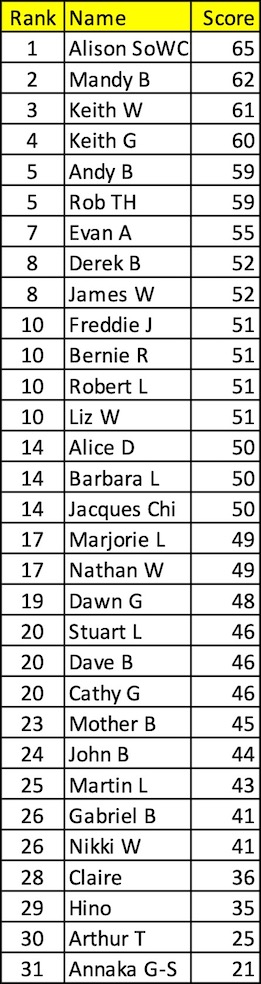 Rank Name Score
1 Alison SoWC 65
2 Mandy B 62
3 Keith W 61
4 Keith G 60
5 Andy B 59
5 Rob TH 59
7 Evan A 55
8 Derek B 52
8 James W 52
10 Freddie J 51
10 Bernie R 51
10 Robert L 51
10 Liz W 51
14 Alice D 50
14 Barbara L 50
14 Jacques Chi 50
17 Marjorie L 49
17 Nathan W 49
19 Dawn G 48
20 Stuart L 46
20 Dave B 46
20 Cathy G 46
23 Mother B 45
24 John B 44
25 Martin L 43
26 Gabriel B 41
26 Nikki W 41
28 Claire 36
29 Hino 35
30 Arthur T 25
31 Annaka G-S 21